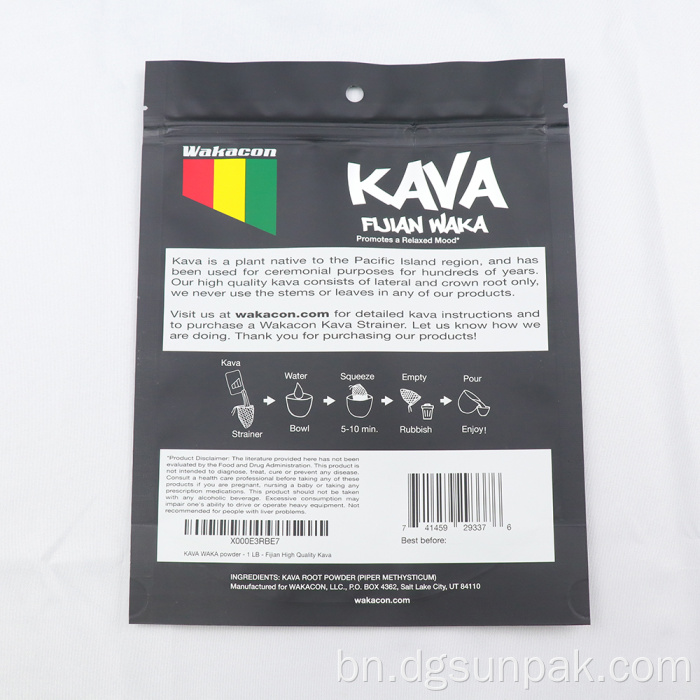 Wakacon
KAVA
FIJIAN WAKA
Promotes a Relaxed Mood*
Kava is a plant native to the Pacific Island region, and has
been used for ceremonial purposes for hundreds of years.
Our high quality kava consists of lateral and crown root only,
we never use the stems or leaves in any of our products.
Visit us at wakacon.com for detailed kava instructions and
to purchase a Wakacon Kava Strainer. Let us know how we
are doing. Thank you for purchasing our products!
Kava
Strainer
Water
Bowl
Squeeze
5-10 min.
Empty
Rubbish
Pour
Enjoy!
*Product Disclaimer: The literature provided here has not been
evaluated by the Food and Drug Administration. This product is
not intended to diagnose, treat, cure or prevent any disease.
Consult a health care professional before taking any of these
products if you are pregnant, nursing a baby or taking any
prescription medications. This product should not be taken
with any alcoholic beverage. Excessive consumption may
impair one's ability to drive or operate heavy equipment. Not
recommended for people with liver problems.
X000E3RBE7
KAVA WAKA powder - 1 LB - Fijian High Quality Kava
7 41459 29337 6
Best before:
INGREDIENTS: KAVA ROOT POWDER (PIPER METHYSTICUM)
Manufactured for WAKACON, LLC., P.O. BOX 4362, Salt Lake City, UT 84110
wakacon.com
bn.dgsunpak.com